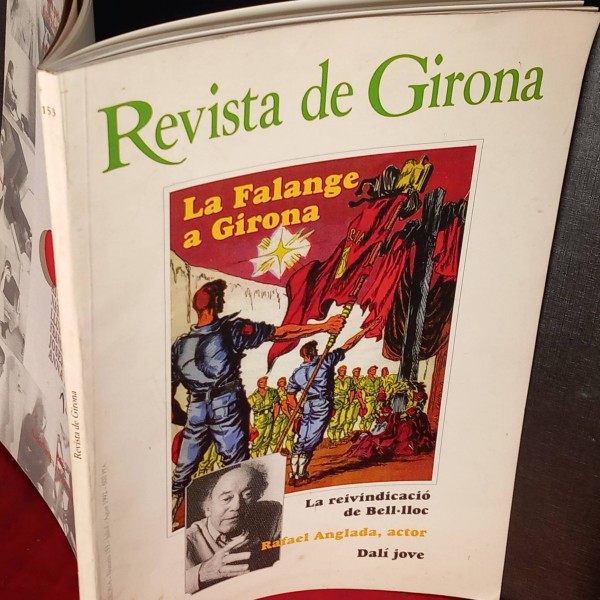 Revista de Girona
La Falange
a Girona
La reivindicació
de Bell·lloc
Rafael Anglada, actor
Dalí jove
153
Revista de Girona